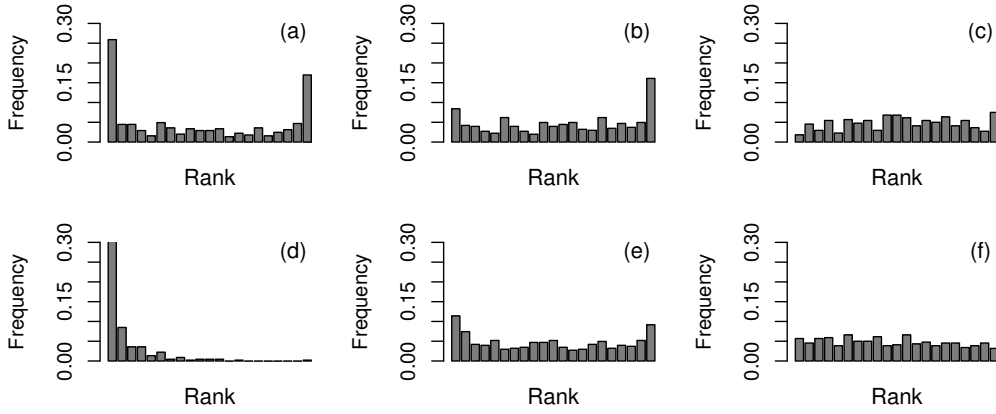 (a)
Frequency
0.00 0.15 0.30
Rank
(b)
Frequency
0.00 0.15 0.30
Rank
(c)
Frequency
0.00 0.15 0.30
Rank
(d)
Frequency
0.00 0.15 0.30
Rank
(e)
Frequency
0.00 0.15 0.30
Rank
(f)
Frequency
0.00 0.15 0.30
Rank